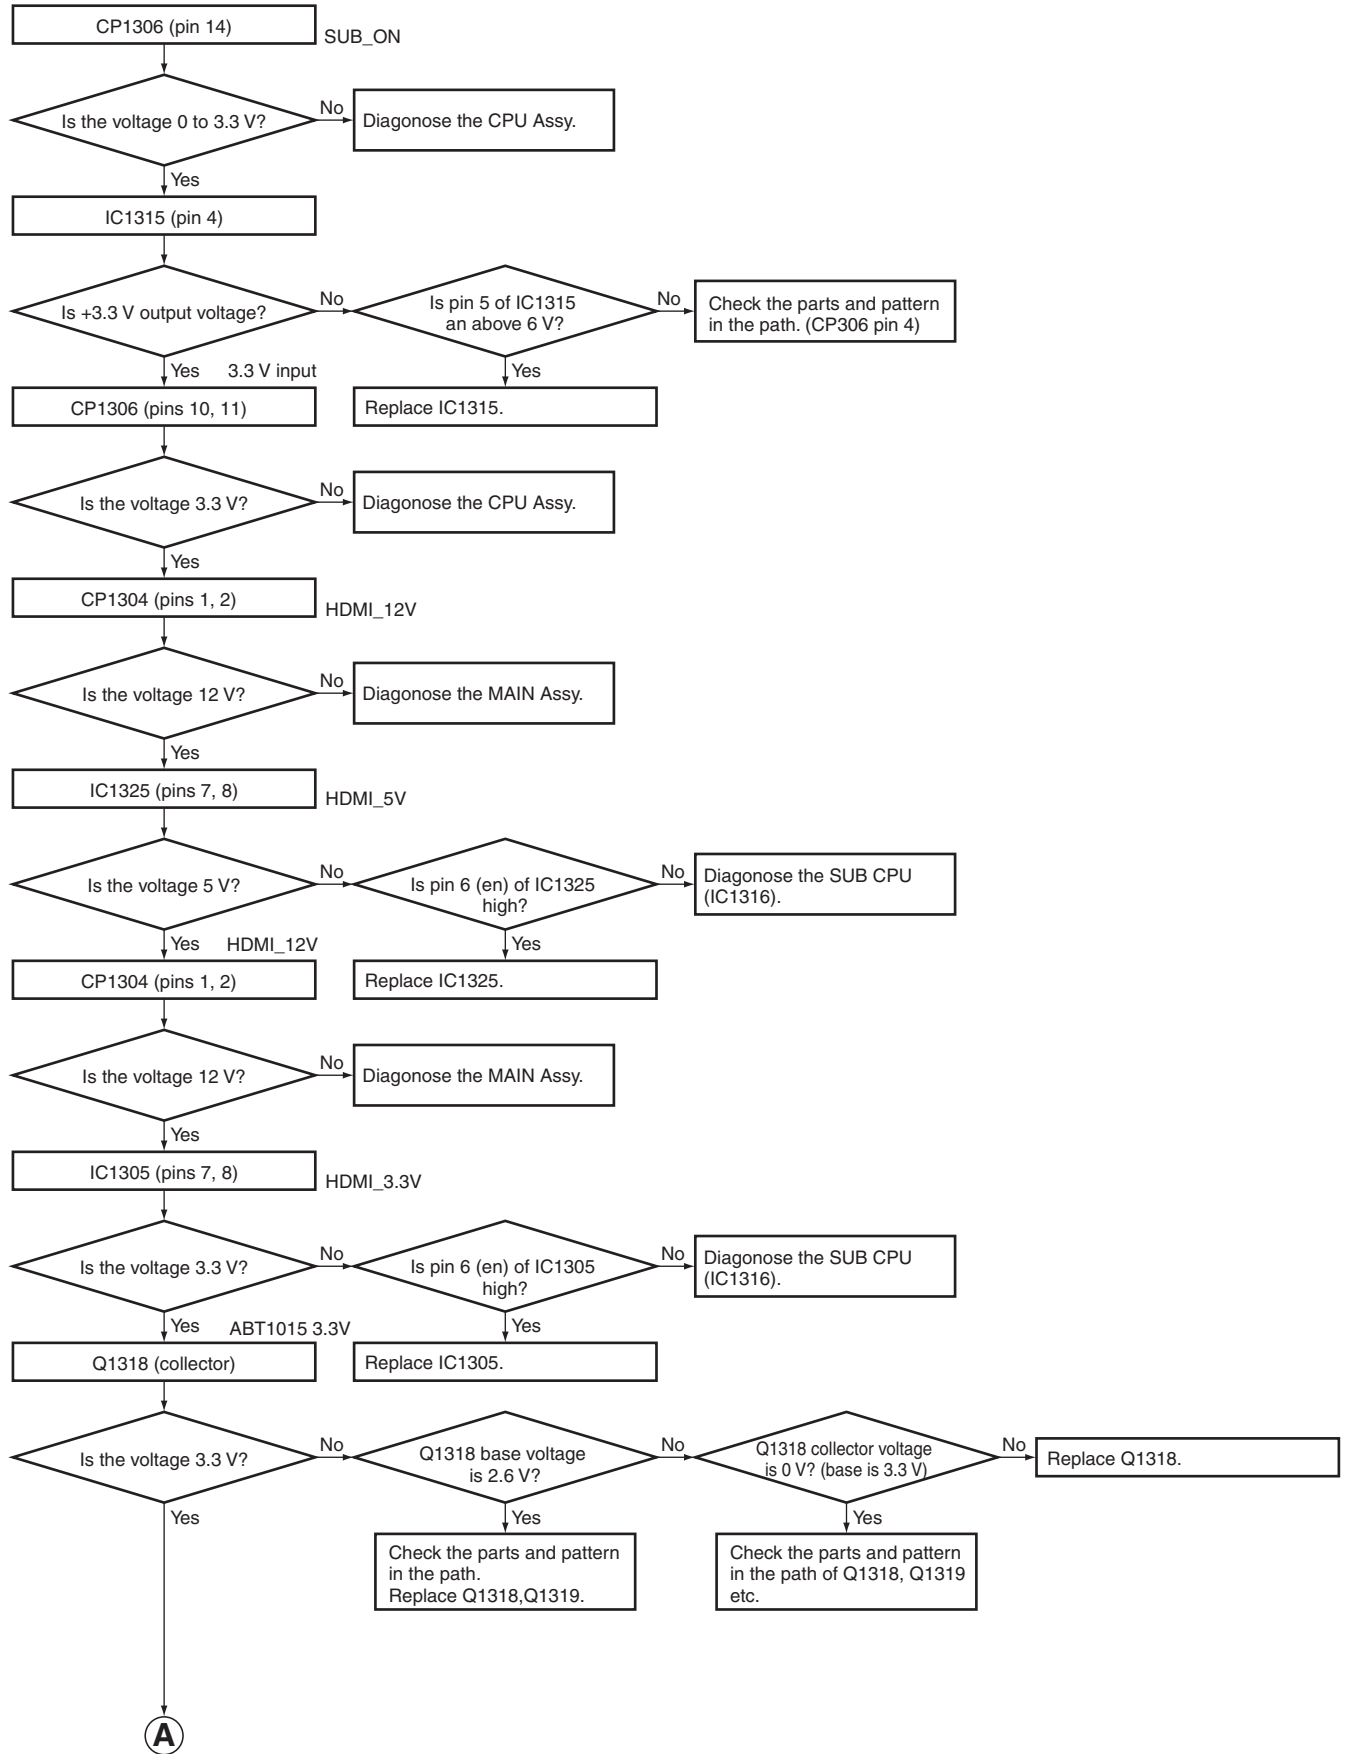 CP1306 (pin 14)
SUB_ON
Is the voltage 0 to 3.3 V?
No
Diagonose the CPU Assy.
Yes
IC1315 (pin 4)
Is +3.3 V output voltage?
No
Is pin 5 of IC1315
an above 6 V?
No
Check the parts and pattern
in the path. (CP306 pin 4)
Yes
3.3 V input
Yes
CP1306 (pins 10, 11)
Replace IC1315.
Is the voltage 3.3 V?
No
Diagonose the CPU Assy.
Yes
CP1304 (pins 1, 2)
HDMI_12V
Is the voltage 12 V?
No
Diagonose the MAIN Assy.
Yes
IC1325 (pins 7, 8)
HDMI_5V
Is the voltage 5 V?
No
Is pin 6 (en) of IC1325
high?
No
Diagonose the SUB CPU
(IC1316).
Yes
HDMI_12V
Yes
CP1304 (pins 1, 2)
Replace IC1325.
Is the voltage 12 V?
No
Diagonose the MAIN Assy.
Yes
IC1305 (pins 7, 8)
HDMI_3.3V
Is the voltage 3.3 V?
No
Is pin 6 (en) of IC1305
high?
No
Diagonose the SUB CPU
(IC1316).
Yes
ABT1015 3.3V
Yes
Q1318 (collector)
Replace IC1305.
Is the voltage 3.3 V?
No
Q1318 base voltage
is 2.6 V?
No
Q1318 collector voltage
is 0 V? (base is 3.3 V)
No
Replace Q1318.
Yes
Yes
Yes
Check the parts and pattern
in the path.
Replace Q1318,Q1319.
Check the parts and pattern
in the path of Q1318, Q1319
etc.
A